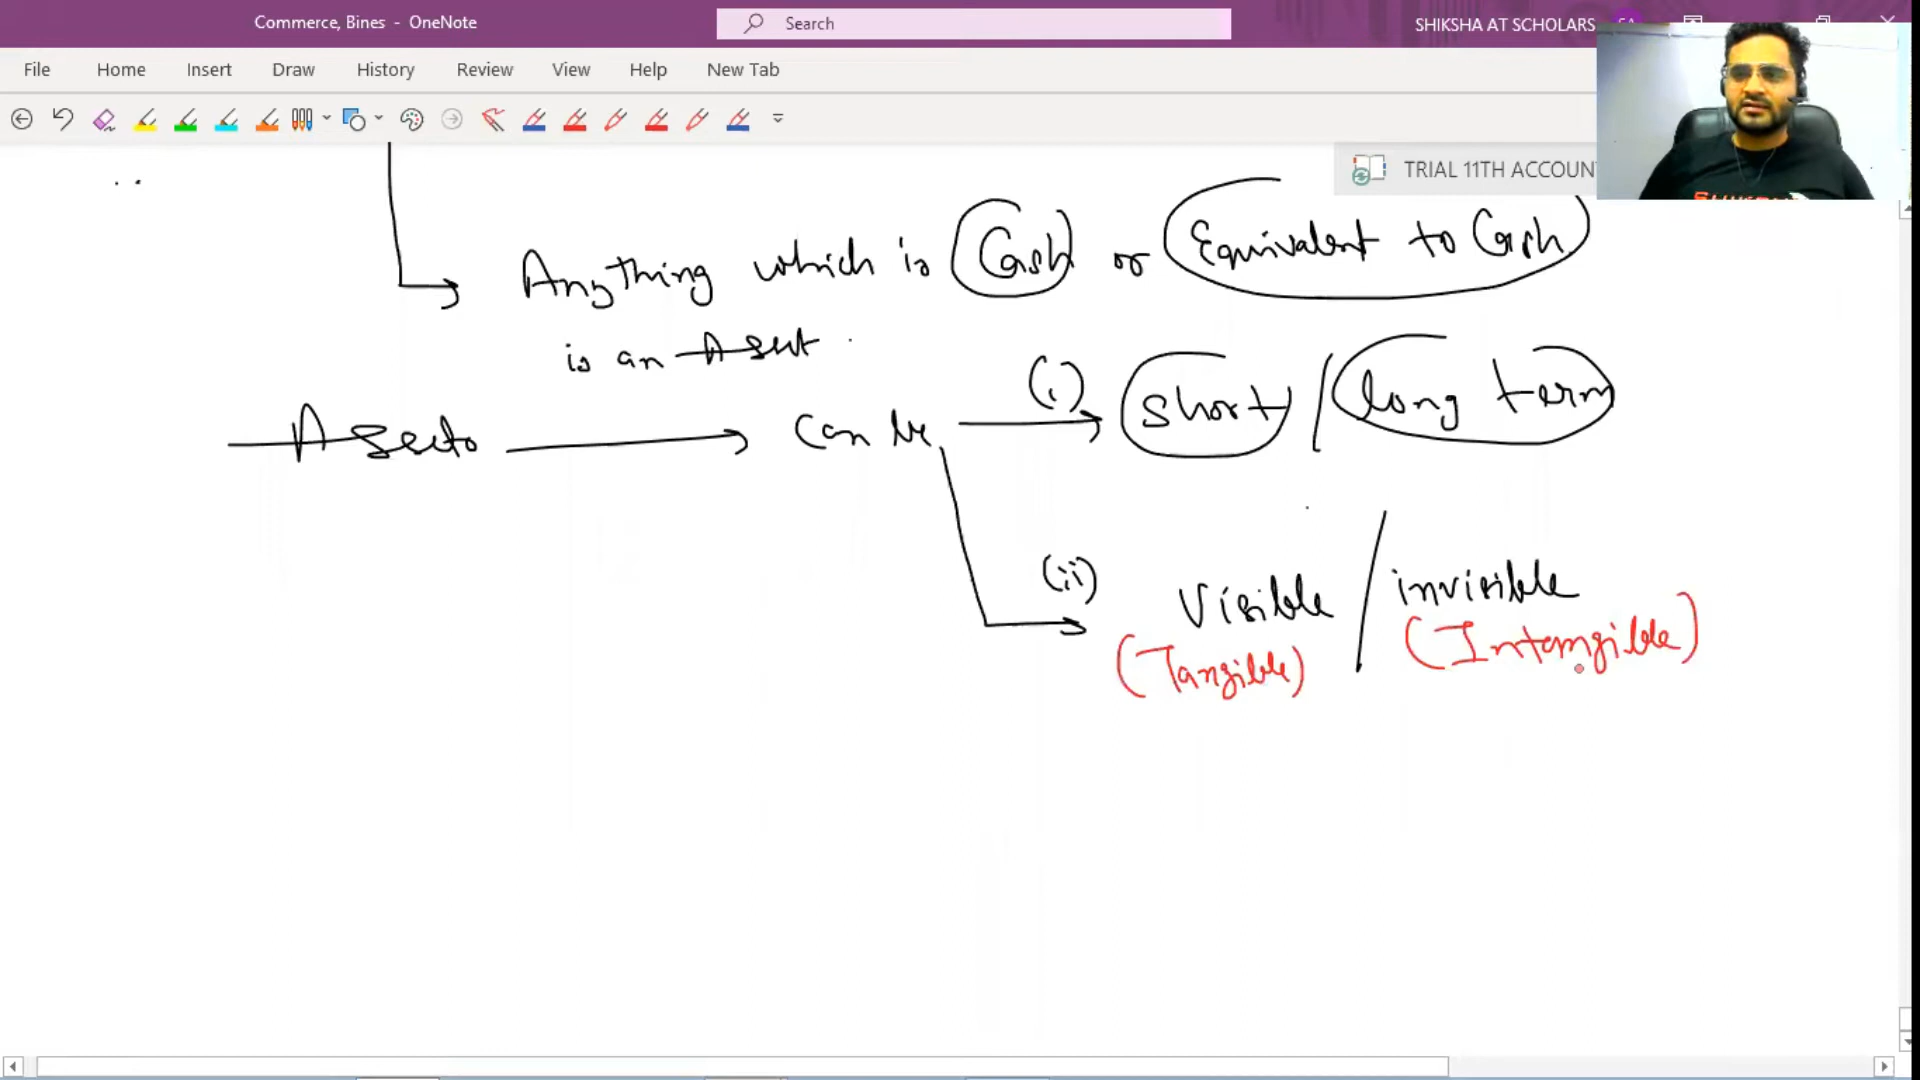 Commerce, Bines - OneNote
Search
SHIKSHA AT SCHOLARS
File Home Insert Draw History Review View Help New Tab
TRIAL 11TH ACCOUN
Anything which is Cash or Equivalent to Cash
is an Asset
Assets can be (i) Short / long term
(ii) Visible / invisible
(Tangible) (Intangible)